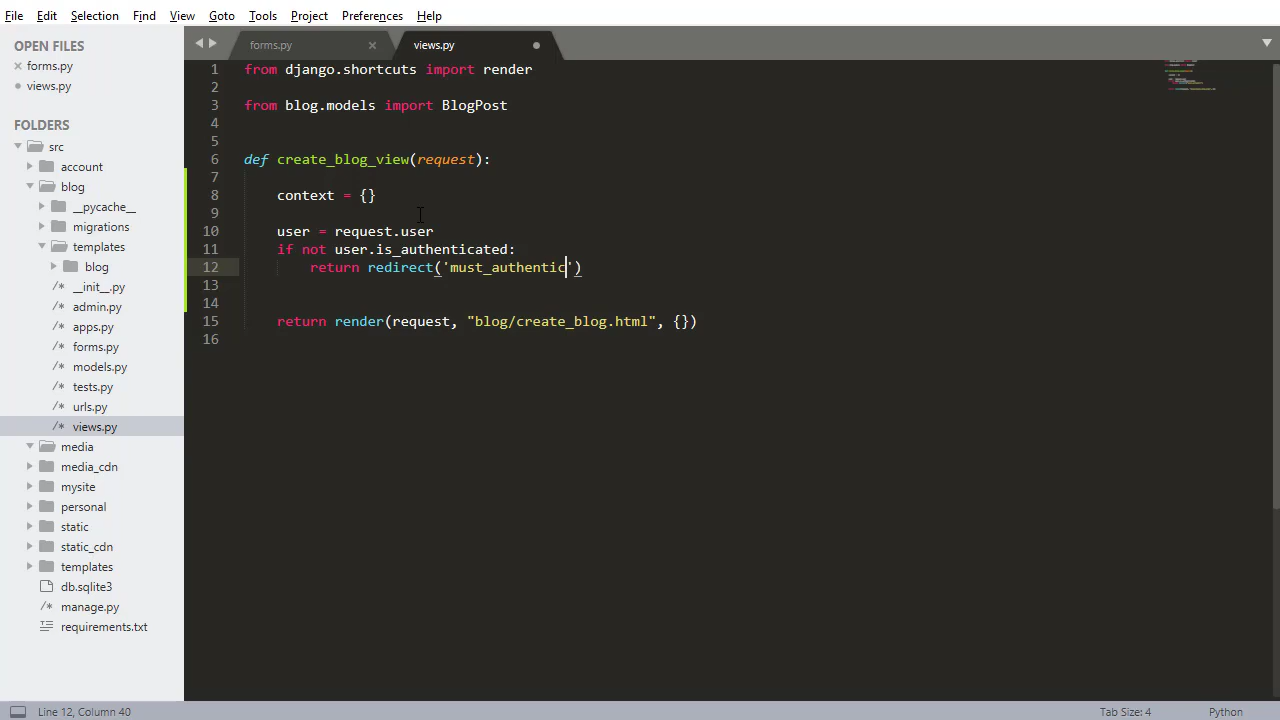 File Edit Selection Find View Goto Tools Project Preferences Help
OPEN FILES
forms.py
views.py
FOLDERS
src
account
blog
__pycache__
migrations
templates
blog
__init__.py
admin.py
apps.py
forms.py
models.py
tests.py
urls.py
views.py
media
media_cdn
mysite
personal
static
static_cdn
templates
db.sqlite3
manage.py
requirements.txt
forms.py views.py
1 from django.shortcuts import render
2
3 from blog.models import BlogPost
4
5
6 def create_blog_view(request):
7
8 context = {}
9
10 user = request.user
11 if not user.is_authenticated:
12 return redirect('must_authentic')
13
14
15 return render(request, "blog/create_blog.html", {})
16
Line 12, Column 40 Tab Size: 4 Python